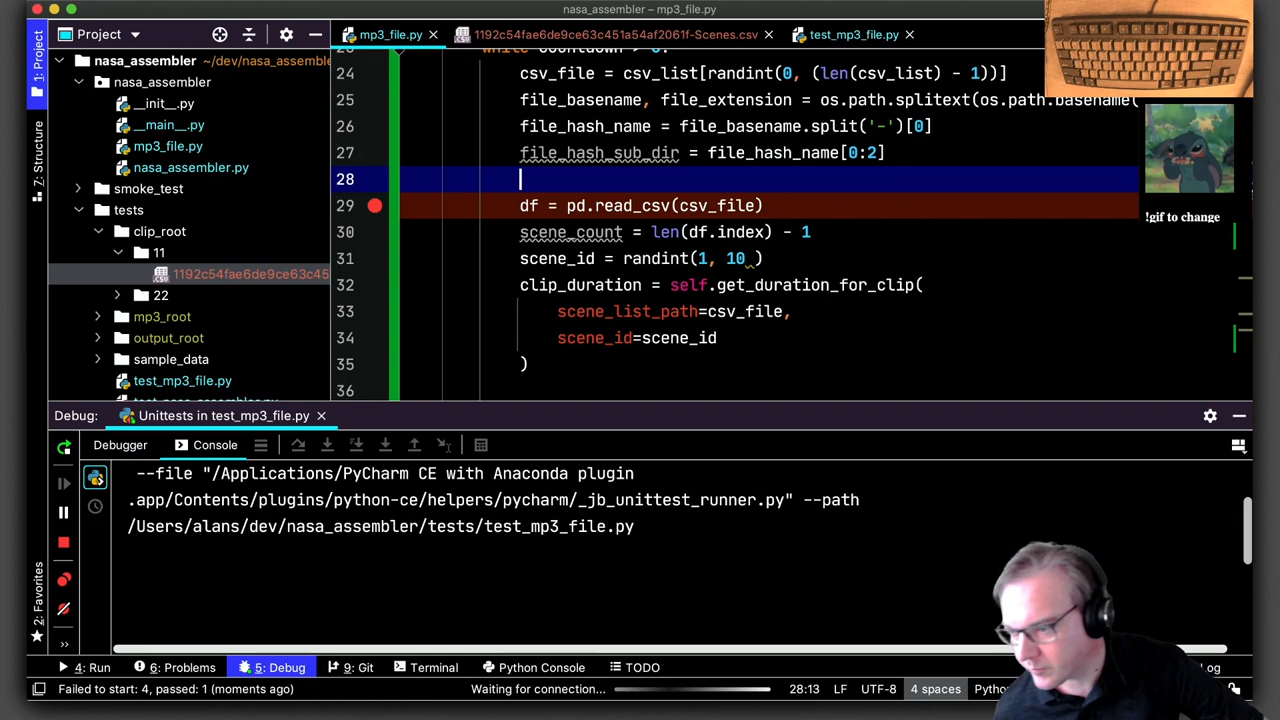 nasa_assembler – mp3_file.py
1: Project
Project
mp3_file.py
1192c54fae6de9ce63c451a54af2061f-Scenes.csv
test_mp3_file.py
nasa_assembler ~/dev/nasa_assemble
nasa_assembler
__init__.py
__main__.py
mp3_file.py
nasa_assembler.py
smoke_test
tests
clip_root
11
1192c54fae6de9ce63c45
22
mp3_root
output_root
sample_data
test_mp3_file.py
7: Structure
2: Favorites
while countdown > 0:
24 csv_file = csv_list[randint(0, (len(csv_list) - 1))]
25 file_basename, file_extension = os.path.splitext(os.path.basename(
26 file_hash_name = file_basename.split('-')[0]
27 file_hash_sub_dir = file_hash_name[0:2]
28
29 df = pd.read_csv(csv_file)
30 scene_count = len(df.index) - 1
31 scene_id = randint(1, 10 )
32 clip_duration = self.get_duration_for_clip(
33 scene_list_path=csv_file,
34 scene_id=scene_id
35 )
36
!gif to change
Debug: Unittests in test_mp3_file.py
Debugger Console
--file "/Applications/PyCharm CE with Anaconda plugin
.app/Contents/plugins/python-ce/helpers/pycharm/_jb_unittest_runner.py" --path
/Users/alans/dev/nasa_assembler/tests/test_mp3_file.py
4: Run 6: Problems 5: Debug 9: Git Terminal Python Console TODO
Failed to start: 4, passed: 1 (moments ago) Waiting for connection... 28:13 LF UTF-8 4 spaces Pytho